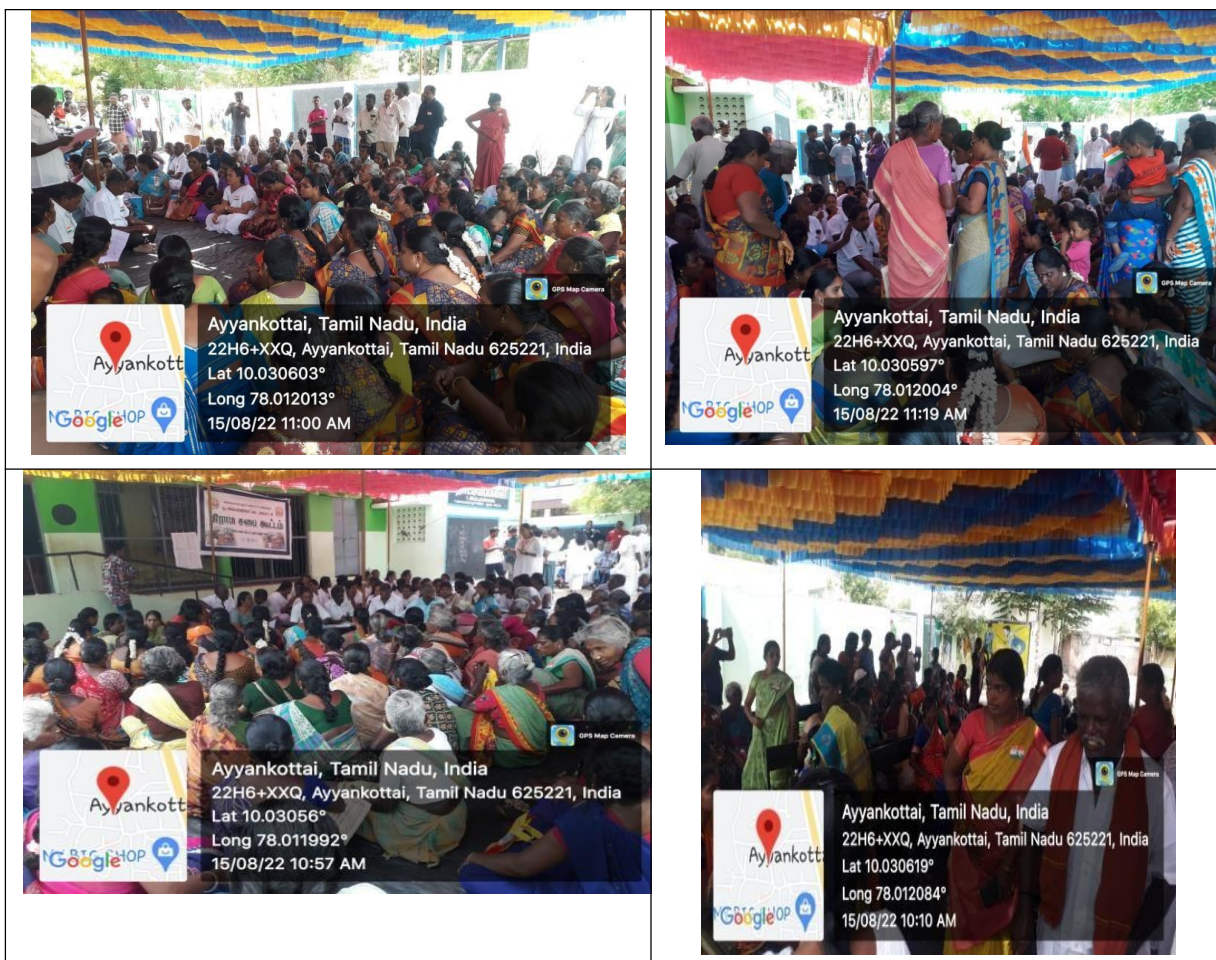 GPS Map Camera
Ayyankottai, Tamil Nadu, India
22H6+XXQ, Ayyankottai, Tamil Nadu 625221, India
Lat 10.030603°
Long 78.012013°
15/08/22 11:00 AM
Ayyankott
Google
GPS Map Camera
Ayyankottai, Tamil Nadu, India
22H6+XXQ, Ayyankottai, Tamil Nadu 625221, India
Lat 10.030597°
Long 78.012004°
15/08/22 11:19 AM
Ayyankott
Google
கிராம சபை கூட்டம்
GPS Map Camera
Ayyankottai, Tamil Nadu, India
22H6+XXQ, Ayyankottai, Tamil Nadu 625221, India
Lat 10.03056°
Long 78.011992°
15/08/22 10:57 AM
Ayyankott
Google
GPS Map Camera
Ayyankottai, Tamil Nadu, India
22H6+XXQ, Ayyankottai, Tamil Nadu 625221, India
Lat 10.030619°
Long 78.012084°
15/08/22 10:10 AM
Ayyankott
Google